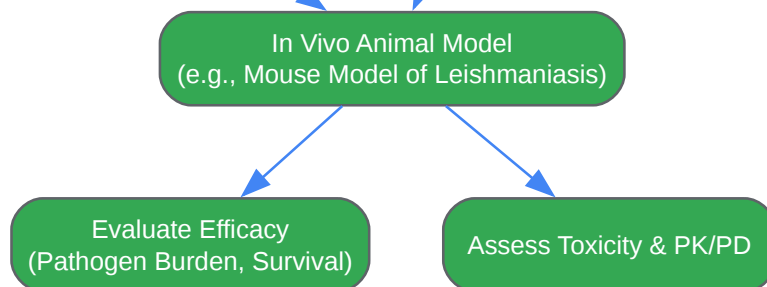 In Vivo Animal Model
(e.g., Mouse Model of Leishmaniasis)
Evaluate Efficacy
(Pathogen Burden, Survival)
Assess Toxicity & PK/PD